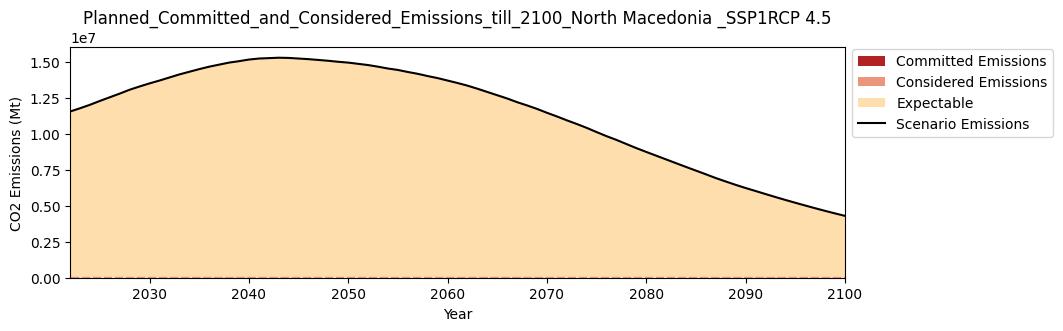 Planned_Committed_and_Considered_Emissions_till_2100_North Macedonia _SSP1RCP 4.5
1e7
1.50
1.25
1.00
0.75
0.50
0.25
0.00
CO2 Emissions (Mt)
2030 2040 2050 2060 2070 2080 2090 2100
Year
Committed Emissions
Considered Emissions
Expectable
Scenario Emissions